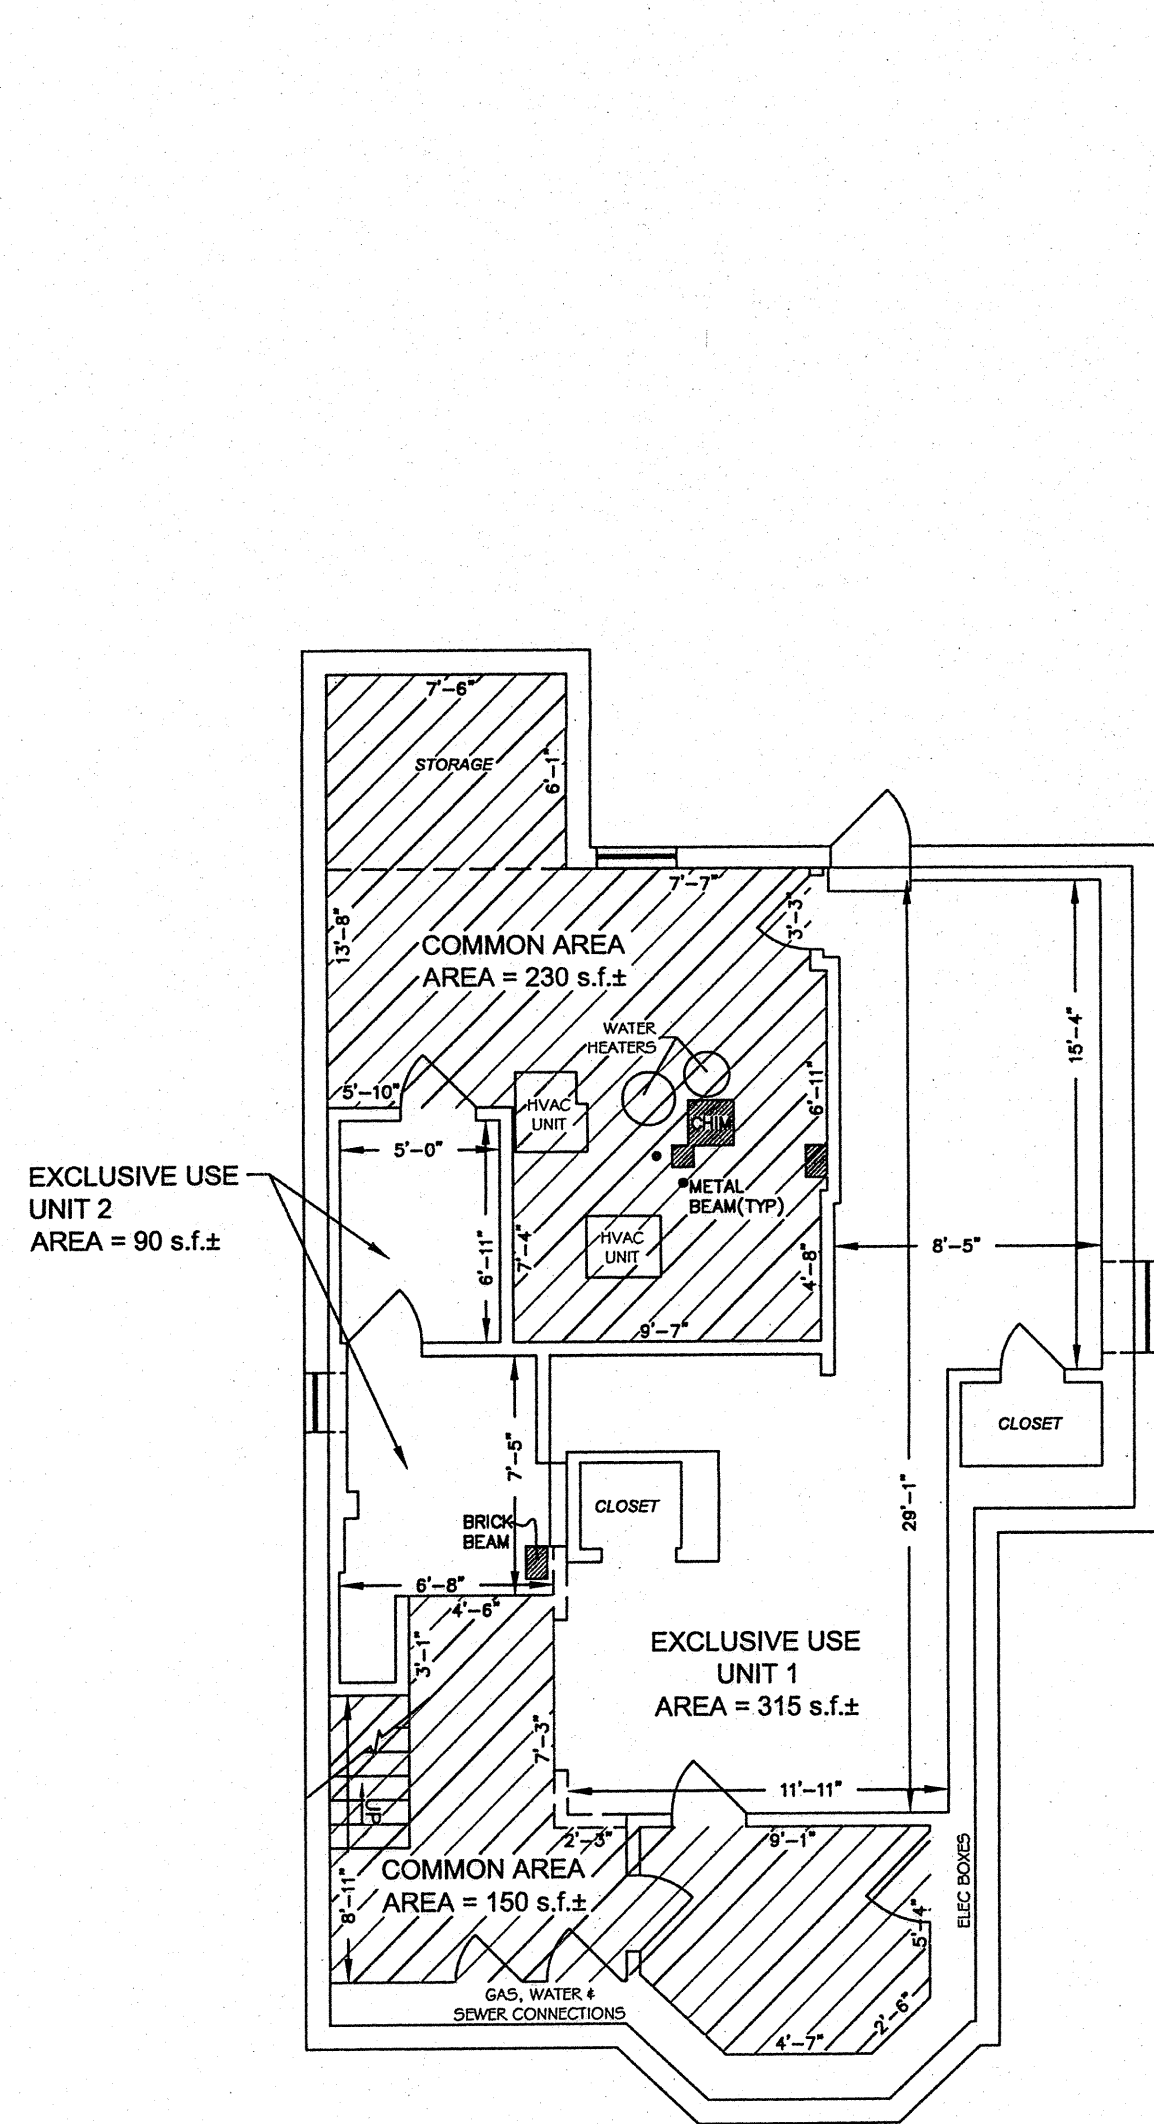 7'-6"
STORAGE
6'-1"
7'-7"
13'-8"
3'-3"
COMMON AREA
AREA = 230 s.f.±
WATER
HEATERS
15'-4"
5'-10"
6'-11"
HVAC
UNIT
CHIM
5'-0"
EXCLUSIVE USE
UNIT 2
AREA = 90 s.f.±
METAL
BEAM(TYP)
6'-11"
7'-4"
HVAC
UNIT
4'-8"
8'-5"
9'-7"
CLOSET
7'-5"
29'-1"
CLOSET
BRICK
BEAM
6'-8"
4'-6"
3'-1"
EXCLUSIVE USE
UNIT 1
AREA = 315 s.f.±
7'-3"
11'-11"
UP
2'-3"
9'-1"
COMMON AREA
AREA = 150 s.f.±
8'-11"
ELEC BOXES
5'-4"
GAS, WATER &
SEWER CONNECTIONS
2'-6"
4'-7"